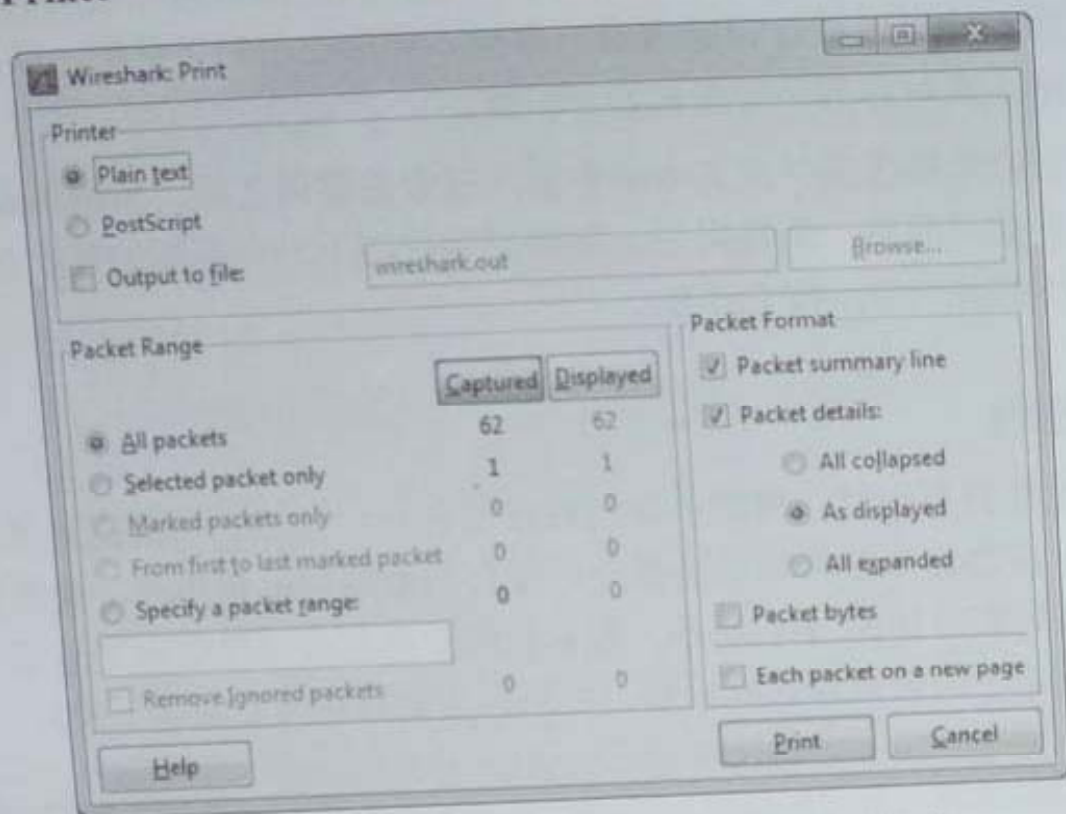 Wireshark: Print
Printer
Plain text
PostScript
Output to file:
wireshark.out
Browse...
Packet Range
Captured Displayed
All packets 62 62
Selected packet only 1 1
Marked packets only 0 0
From first to last marked packet 0 0
Specify a packet range: 0 0
Remove Ignored packets 0 0
Packet Format
Packet summary line
Packet details:
All collapsed
As displayed
All expanded
Packet bytes
Each packet on a new page
Help
Print
Cancel